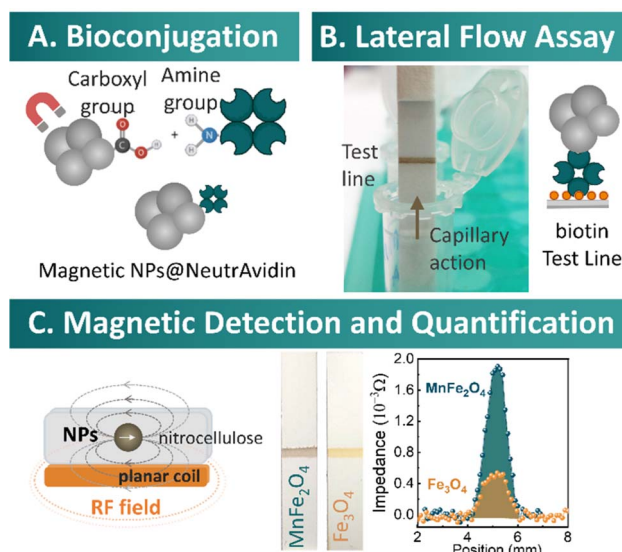 A. Bioconjugation
Carboxyl group
Amine group
O
C
O
H
+
H
N
H
Magnetic NPs@NeutrAvidin
B. Lateral Flow Assay
Test line
Capillary action
biotin
Test Line
C. Magnetic Detection and Quantification
NPs
nitrocellulose
planar coil
RF field
MnFe₂O₄
Fe₃O₄
Impedance (10⁻³Ω)
2.0
1.6
1.2
0.8
0.4
0.0
MnFe₂O₄
Fe₃O₄
2 4 6 8
Position (mm)